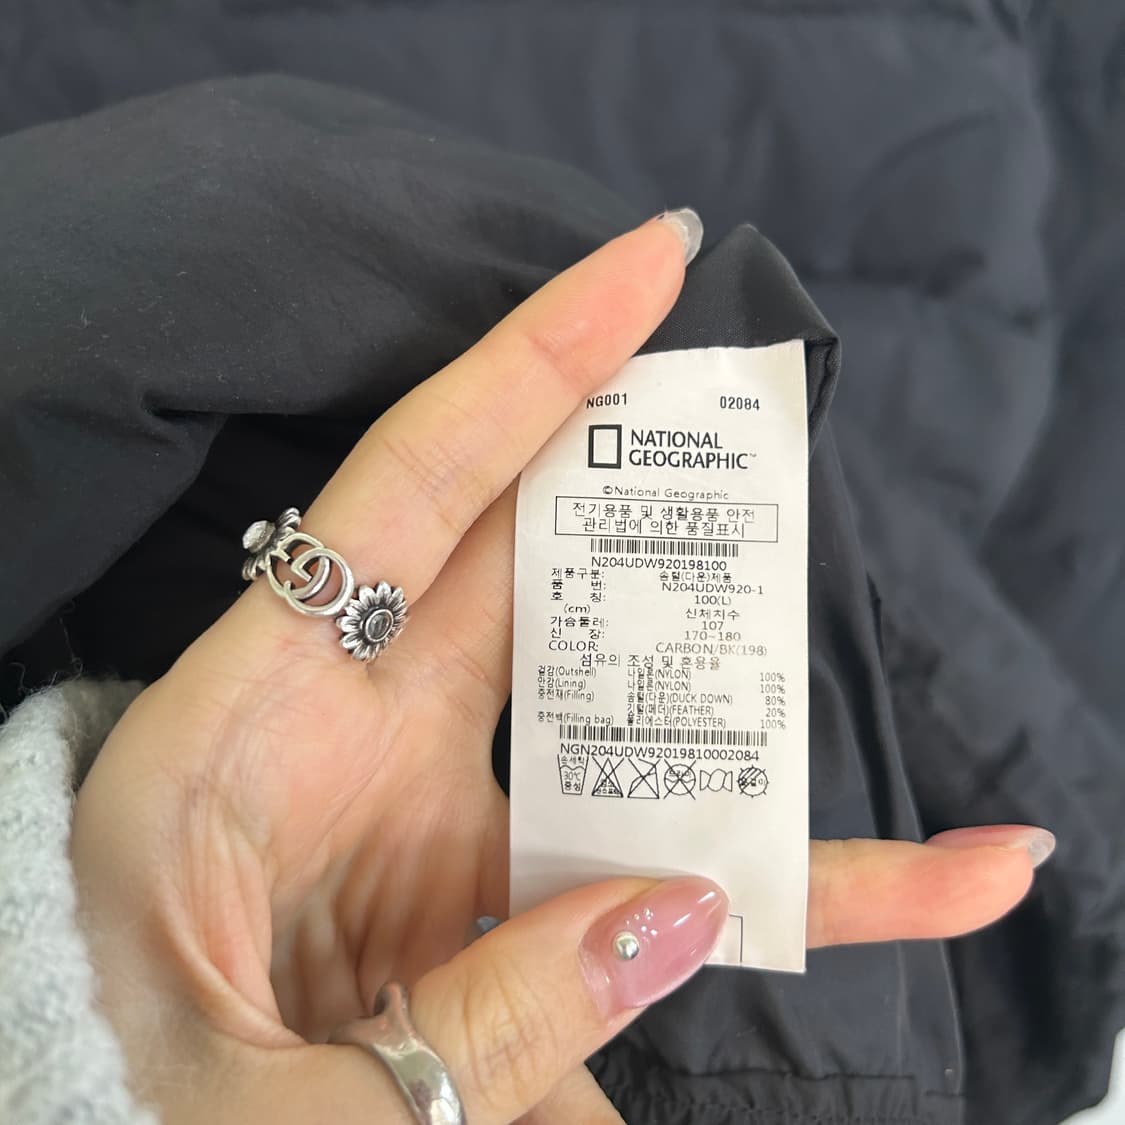 NG001 02084
NATIONAL
GEOGRAPHIC™
©National Geographic
전기용품 및 생활용품 안전
관리법에 의한 품질표시
N204UDW920198100
제품구분: 솜털(다운)제품
품 번: N204UDW920-1
호 칭: 100(L)
(cm) 신체치수
가슴둘레: 107
신 장: 170~180
COLOR: CARBON/BK(198)
섬유의 조성 및 혼용율
겉감(Outshell) 나일론(NYLON) 100%
안감(Lining) 나일론(NYLON) 100%
충전재(Filling) 솜털(다운)(DUCK DOWN) 80%
깃털(페더)(FEATHER) 20%
충전백(Filling bag) 폴리에스터(POLYESTER) 100%
NGN204UDW92019810002084
손세탁
30℃
중성